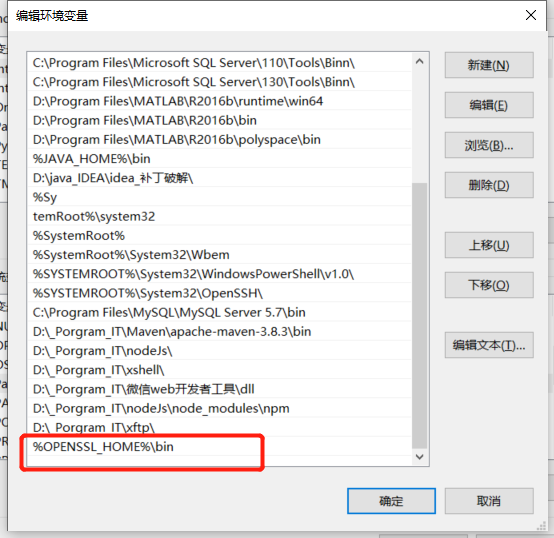 编辑环境变量
C:\Program Files\Microsoft SQL Server\110\Tools\Binn\
C:\Program Files\Microsoft SQL Server\130\Tools\Binn\
D:\Program Files\MATLAB\R2016b\runtime\win64
D:\Program Files\MATLAB\R2016b\bin
D:\Program Files\MATLAB\R2016b\polyspace\bin
%JAVA_HOME%\bin
D:\java_IDEA\idea_补丁破解\
%Sy
temRoot%\system32
%SystemRoot%
%SystemRoot%\System32\Wbem
%SYSTEMROOT%\System32\WindowsPowerShell\v1.0\
%SYSTEMROOT%\System32\OpenSSH\
C:\Program Files\MySQL\MySQL Server 5.7\bin
D:\_Porgram_IT\Maven\apache-maven-3.8.3\bin
D:\_Porgram_IT\nodeJs\
D:\_Porgram_IT\xshell\
D:\_Porgram_IT\微信web开发者工具\dll
D:\_Porgram_IT\nodeJs\node_modules\npm
D:\_Porgram_IT\xftp\
%OPENSSL_HOME%\bin
新建(N)
编辑(E)
浏览(B)...
删除(D)
上移(U)
下移(O)
编辑文本(T)...
确定
取消